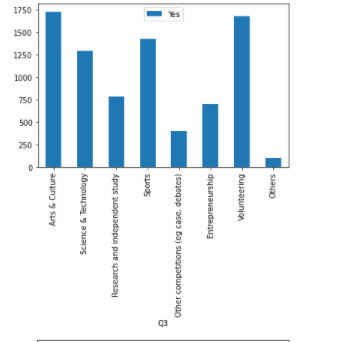 1750
1500
1250
1000
750
500
250
0
Yes
Arts & Culture
Science & Technology
Research and independent study
Sports
Other competitions (eg case, debates)
Entrepreneurship
Volunteering
Others
Q3